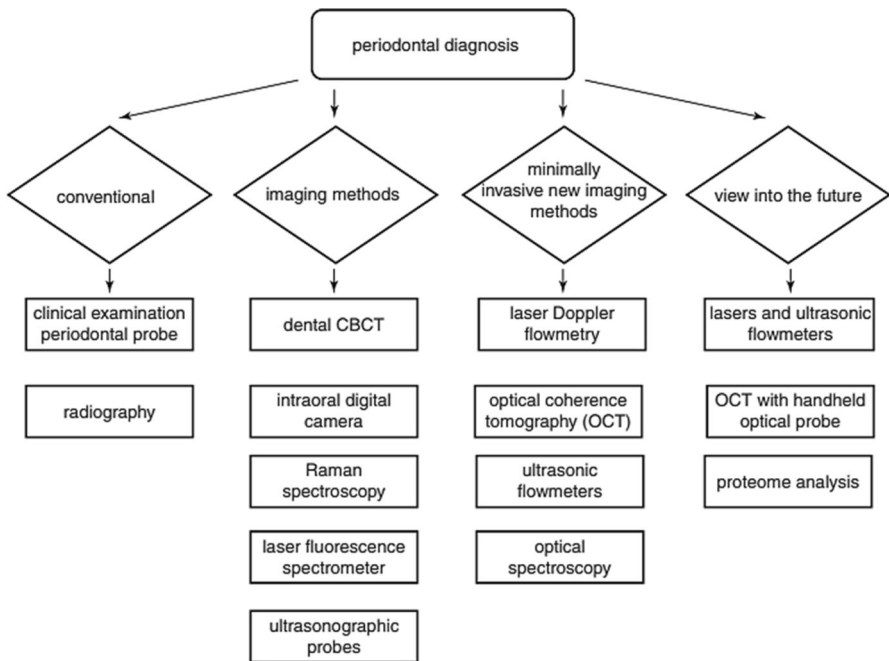 periodontal diagnosis
conventional
imaging methods
minimally
invasive new imaging
methods
view into the future
clinical examination
periodontal probe
radiography
dental CBCT
intraoral digital
camera
Raman
spectroscopy
laser fluorescence
spectrometer
ultrasonographic
probes
laser Doppler
flowmetry
optical coherence
tomography (OCT)
ultrasonic
flowmeters
optical
spectroscopy
lasers and ultrasonic
flowmeters
OCT with handheld
optical probe
proteome analysis